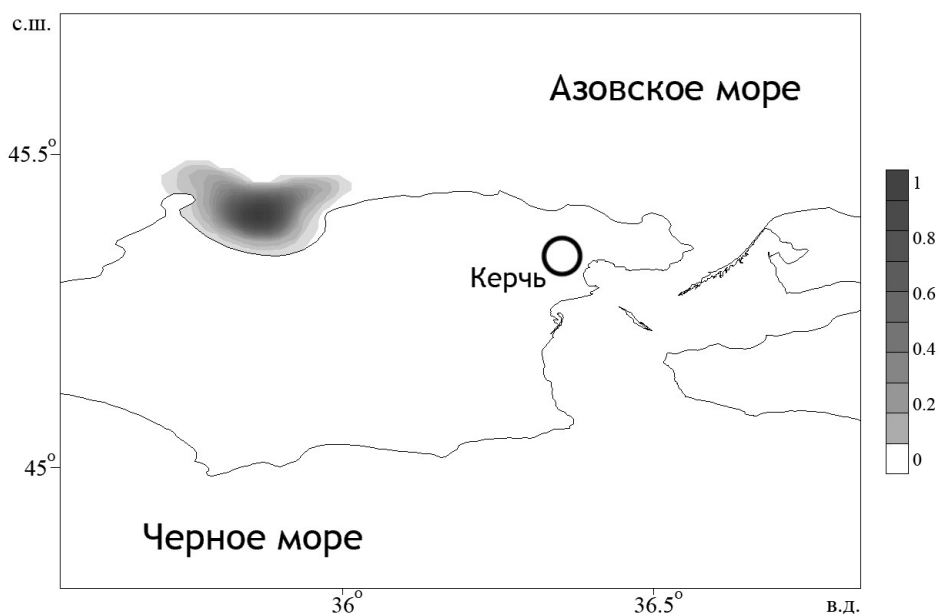 с.ш.
Азовское море
45.5°
1
0.8
Керчь
0.6
0.4
0.2
45°
0
Черное море
36°
36.5°
в.д.